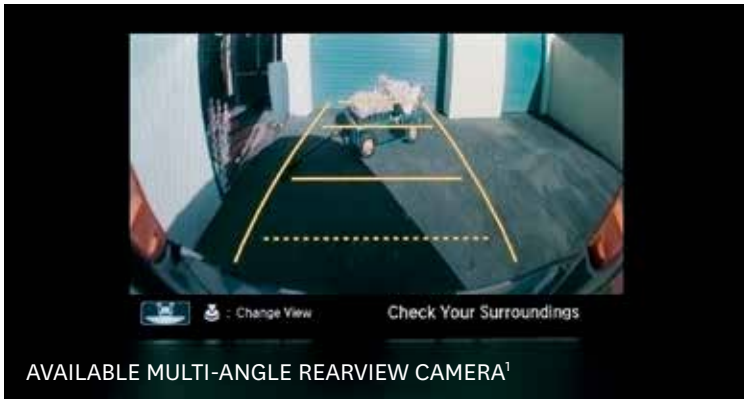 : Change View
Check Your Surroundings
AVAILABLE MULTI-ANGLE REARVIEW CAMERA¹